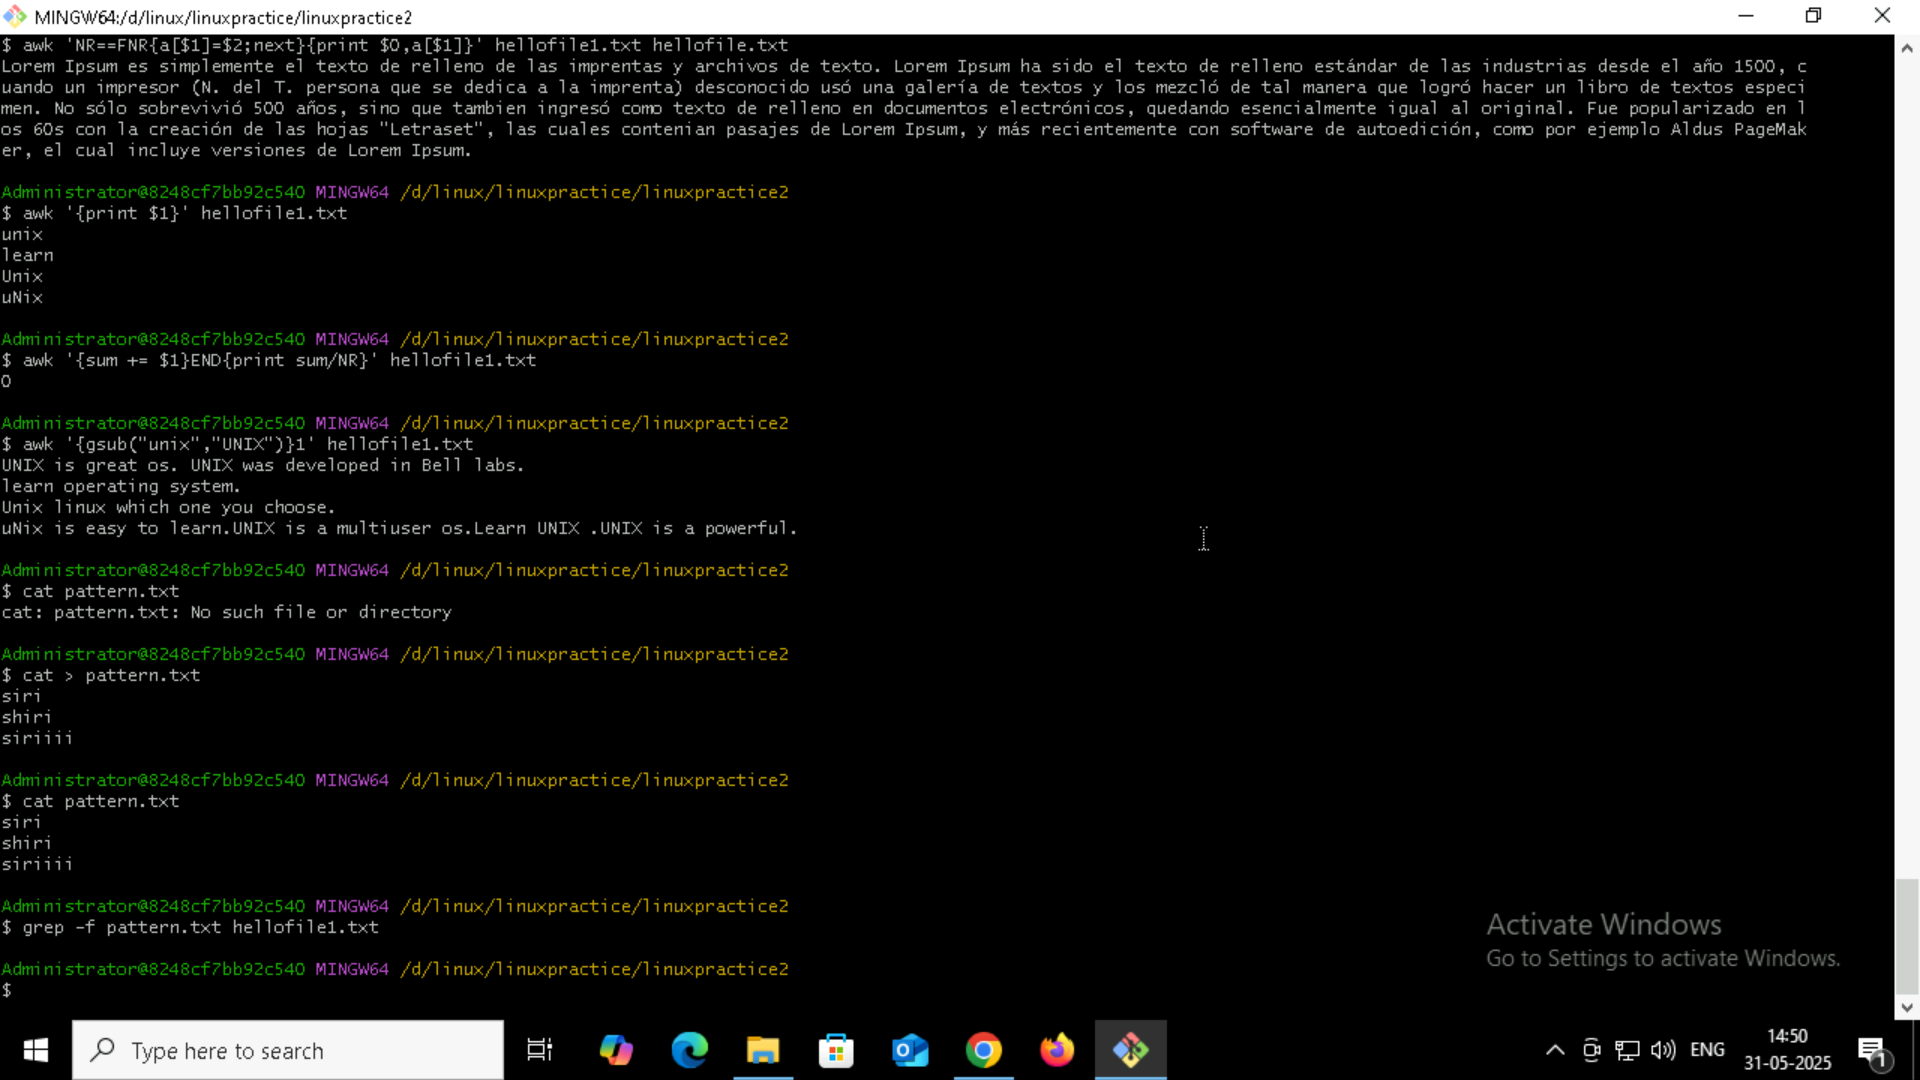 MINGW64:/d/linux/linuxpractice/linuxpractice2
$ awk 'NR==FNR{a[$1]=$2;next}{print $0,a[$1]}' hellofile1.txt hellofile.txt
Lorem Ipsum es simplemente el texto de relleno de las imprentas y archivos de texto. Lorem Ipsum ha sido el texto de relleno estándar de las industrias desde el año 1500, c
uando un impresor (N. del T. persona que se dedica a la imprenta) desconocido usó una galería de textos y los mezcló de tal manera que logró hacer un libro de textos especi
men. No sólo sobrevivió 500 años, sino que tambien ingresó como texto de relleno en documentos electrónicos, quedando esencialmente igual al original. Fue popularizado en l
os 60s con la creación de las hojas "Letraset", las cuales contenian pasajes de Lorem Ipsum, y más recientemente con software de autoedición, como por ejemplo Aldus PageMak
er, el cual incluye versiones de Lorem Ipsum.
Administrator@8248cf7bb92c540 MINGW64 /d/linux/linuxpractice/linuxpractice2
$ awk '{print $1}' hellofile1.txt
unix
learn
Unix
uNix
Administrator@8248cf7bb92c540 MINGW64 /d/linux/linuxpractice/linuxpractice2
$ awk '{sum += $1}END{print sum/NR}' hellofile1.txt
0
Administrator@8248cf7bb92c540 MINGW64 /d/linux/linuxpractice/linuxpractice2
$ awk '{gsub("unix","UNIX")}1' hellofile1.txt
UNIX is great os. UNIX was developed in Bell labs.
learn operating system.
Unix linux which one you choose.
uNix is easy to learn.UNIX is a multiuser os.Learn UNIX .UNIX is a powerful.
Administrator@8248cf7bb92c540 MINGW64 /d/linux/linuxpractice/linuxpractice2
$ cat pattern.txt
cat: pattern.txt: No such file or directory
Administrator@8248cf7bb92c540 MINGW64 /d/linux/linuxpractice/linuxpractice2
$ cat > pattern.txt
siri
shiri
siriiii
Administrator@8248cf7bb92c540 MINGW64 /d/linux/linuxpractice/linuxpractice2
$ cat pattern.txt
siri
shiri
siriiii
Administrator@8248cf7bb92c540 MINGW64 /d/linux/linuxpractice/linuxpractice2
$ grep -f pattern.txt hellofile1.txt
Administrator@8248cf7bb92c540 MINGW64 /d/linux/linuxpractice/linuxpractice2
$
Activate Windows
Go to Settings to activate Windows.
Type here to search
ENG
14:50
31-05-2025
1